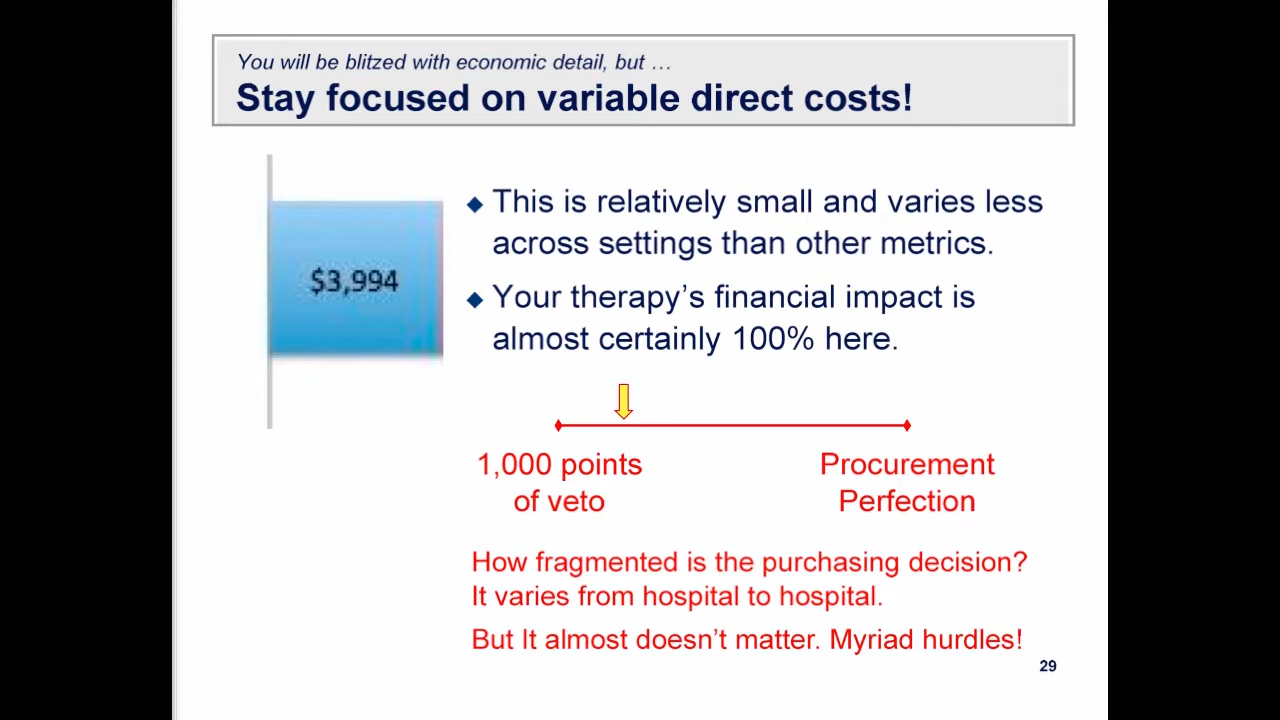 You will be blitzed with economic detail, but …
Stay focused on variable direct costs!
$3,994
◆ This is relatively small and varies less
across settings than other metrics.
◆ Your therapy’s financial impact is
almost certainly 100% here.
1,000 points
of veto
Procurement
Perfection
How fragmented is the purchasing decision?
It varies from hospital to hospital.
But It almost doesn’t matter. Myriad hurdles!
29